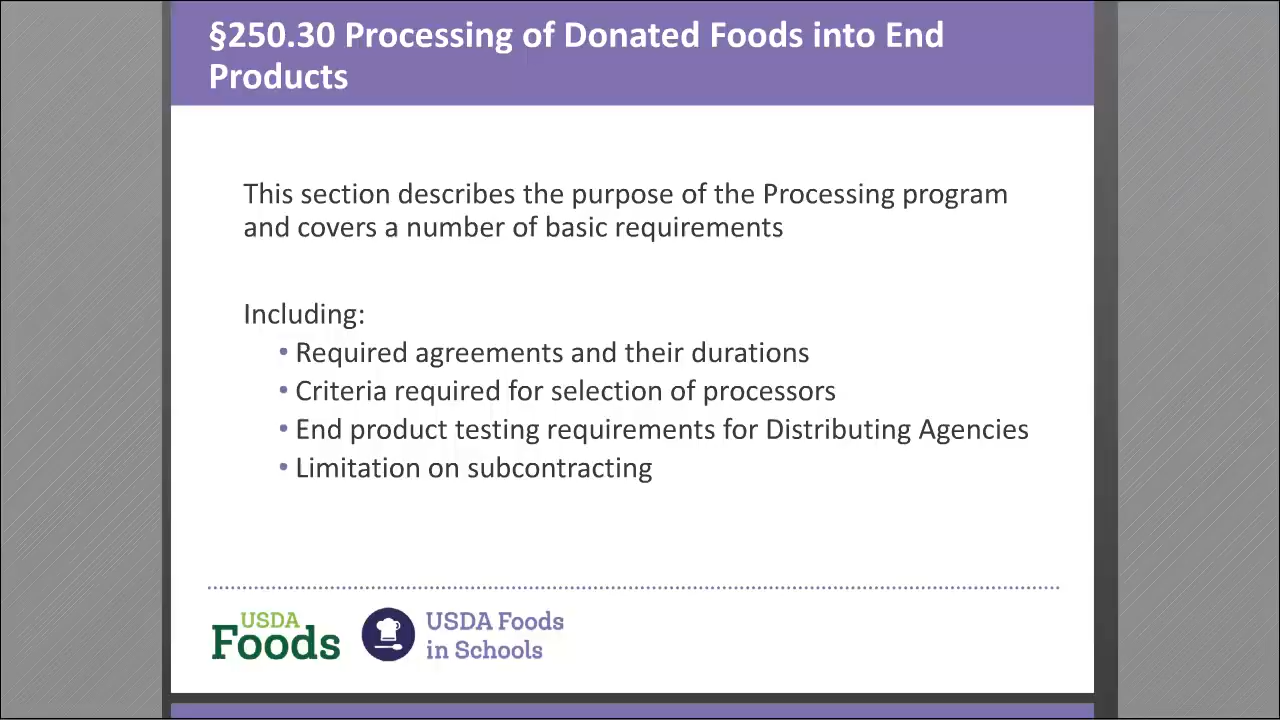 §250.30 Processing of Donated Foods into End
Products
This section describes the purpose of the Processing program
and covers a number of basic requirements
Including:
• Required agreements and their durations
• Criteria required for selection of processors
• End product testing requirements for Distributing Agencies
• Limitation on subcontracting
USDA
Foods
USDA Foods
in Schools